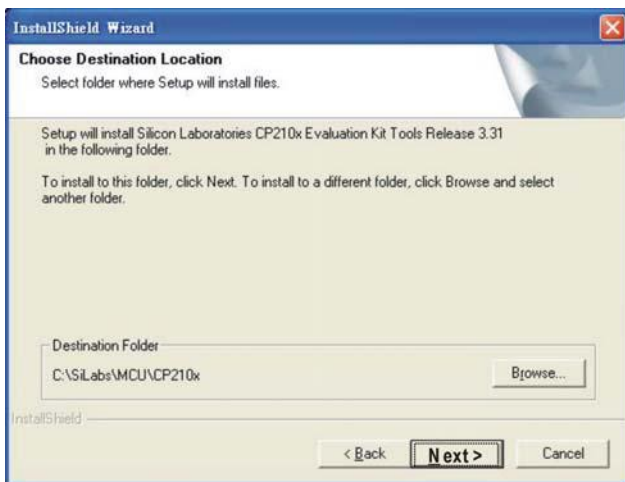 InstallShield Wizard
Choose Destination Location
Select folder where Setup will install files.
Setup will install Silicon Laboratories CP210x Evaluation Kit Tools Release 3.31
in the following folder.
To install to this folder, click Next. To install to a different folder, click Browse and select
another folder.
Destination Folder
C:\SiLabs\MCU\CP210x
Browse...
InstallShield
< Back
Next >
Cancel